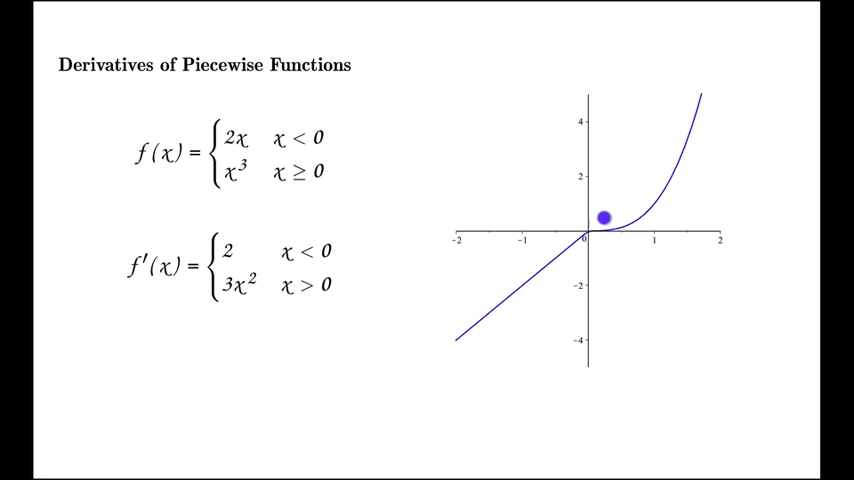 Derivatives of Piecewise Functions
f(x) = { 2x  x < 0
x³  x ≥ 0
f′(x) = { 2  x < 0
3x²  x > 0
4
2
-2 -1 0 1 2
-2
-4